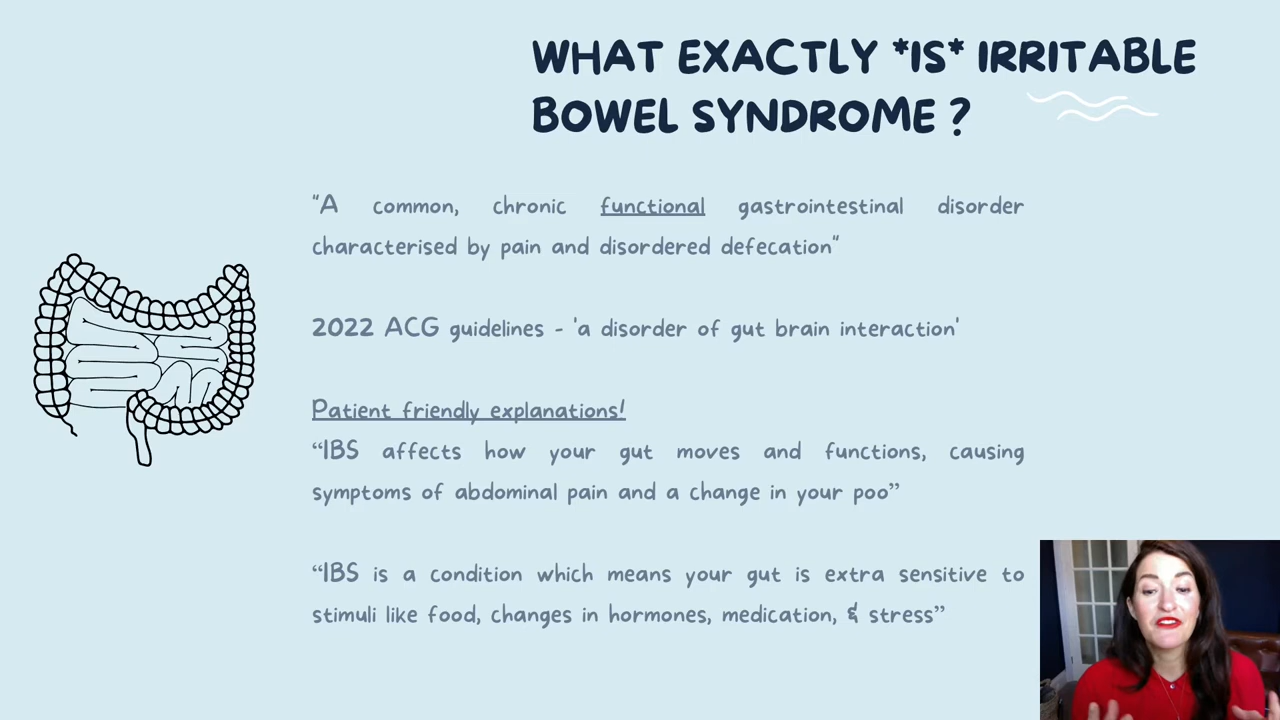 WHAT EXACTLY *IS* IRRITABLE
BOWEL SYNDROME ?
"A common, chronic functional gastrointestinal disorder
characterised by pain and disordered defecation"
2022 ACG guidelines - 'a disorder of gut brain interaction'
Patient friendly explanations!
“IBS affects how your gut moves and functions, causing
symptoms of abdominal pain and a change in your poo”
“IBS is a condition which means your gut is extra sensitive to
stimuli like food, changes in hormones, medication, & stress”